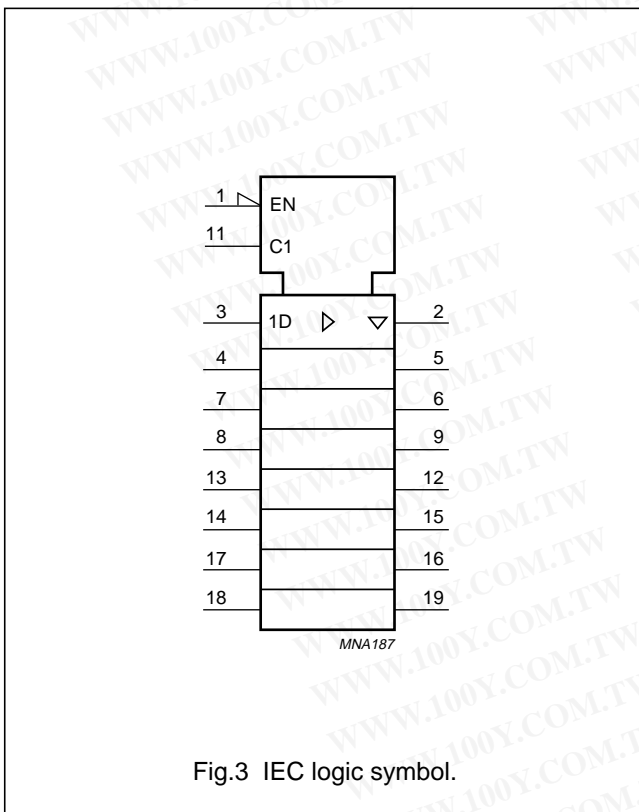 1 EN
11 C1
3 1D 2
4 5
7 6
8 9
13 12
14 15
17 16
18 19
MNA187
Fig.3 IEC logic symbol.
WWW.100Y.COM.TW